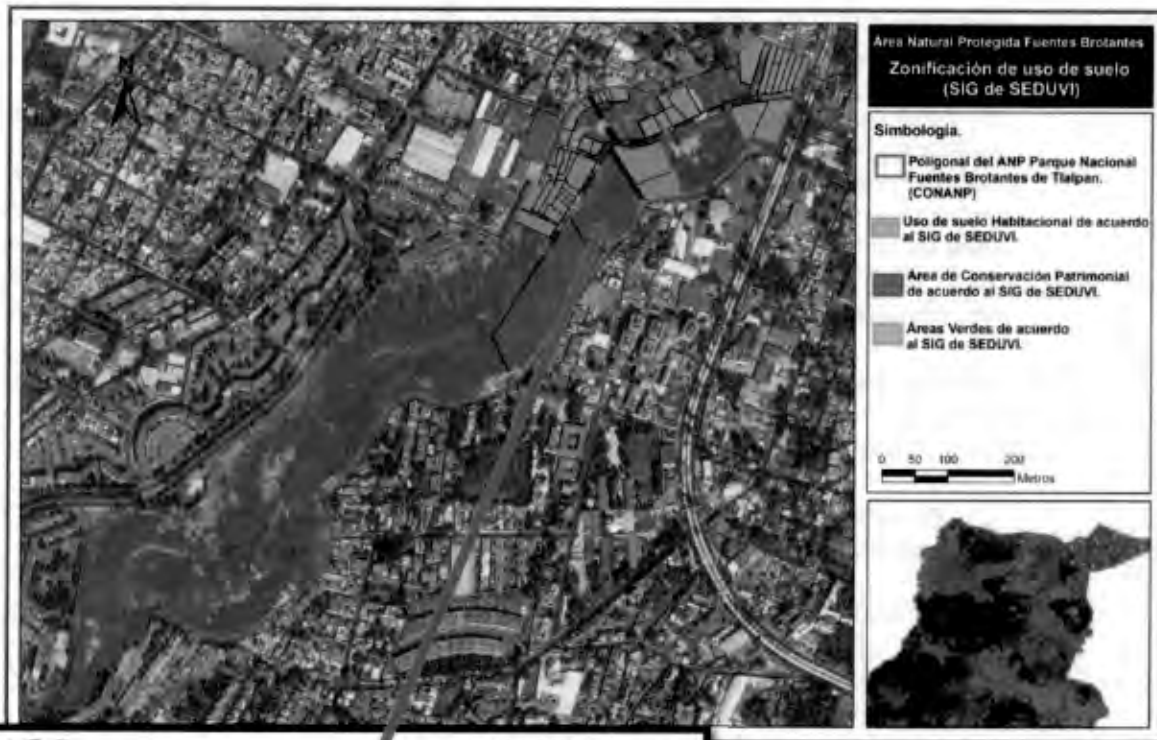 Área Natural Protegida Fuentes Brotantes
Zonificación de uso de suelo
(SIG de SEDUVI)
Simbología.
Poligonal del ANP Parque Nacional
Fuentes Brotantes de Tlalpan.
(CONANP)
Uso de suelo Habitacional de acuerdo
al SIG de SEDUVI.
Área de Conservación Patrimonial
de acuerdo al SIG de SEDUVI.
Áreas Verdes de acuerdo
al SIG de SEDUVI.
0 50 100 200
Metros